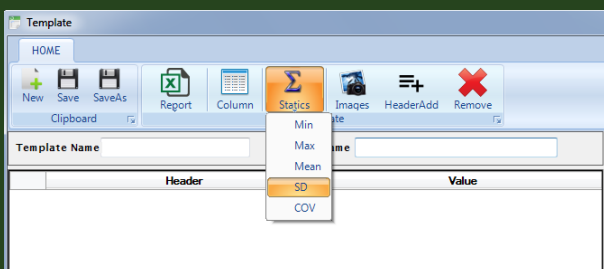 Template
HOME
New Save SaveAs Report Column Statics Images HeaderAdd Remove
Clipboard
Min
Max
Template Name
Mean
Header Value
SD
COV